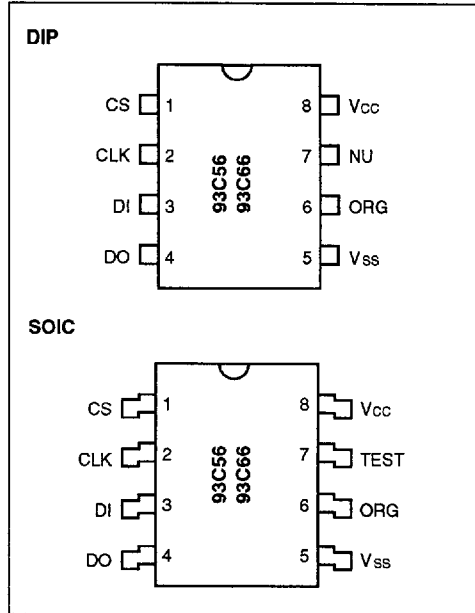 DIP
CS 1 8 Vcc
CLK 2 7 NU
DI 3 6 ORG
DO 4 5 Vss
93C56
93C66
SOIC
CS 1 8 Vcc
CLK 2 7 TEST
DI 3 6 ORG
DO 4 5 Vss
93C56
93C66